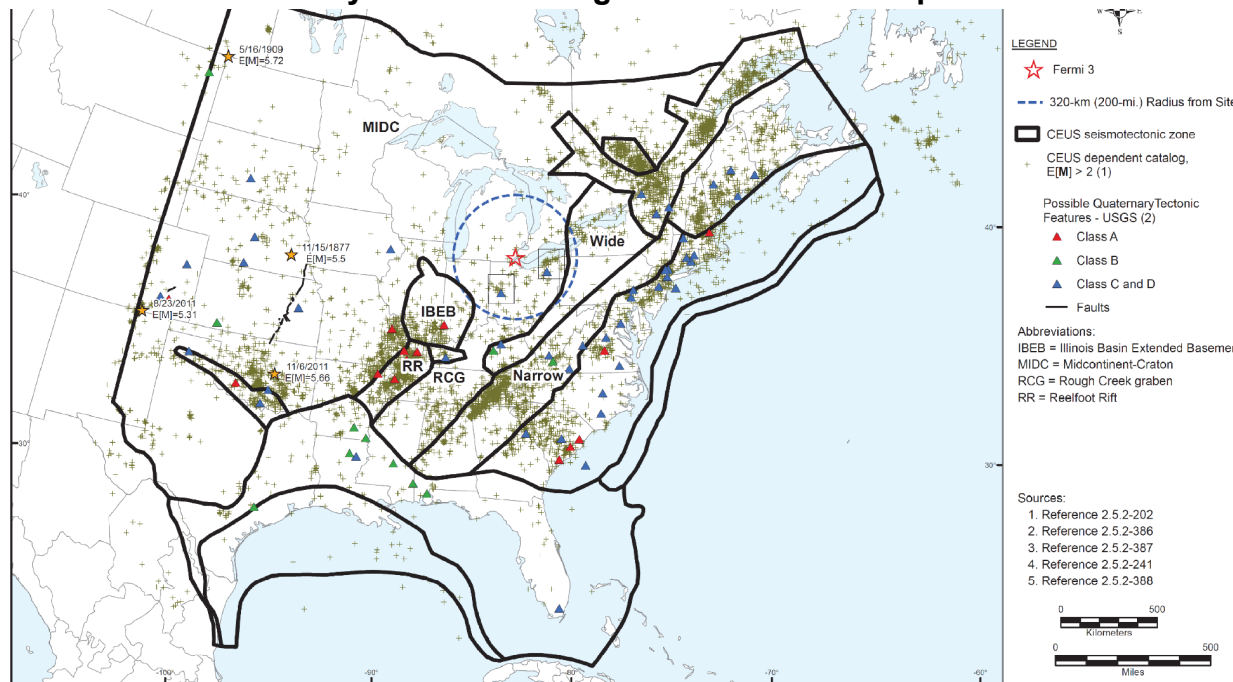 W
E
S
5/16/1909
E[M]=5.72
MIDC
40°
11/15/1877
E[M]=5.5
8/23/2011
E[M]=5.31
Wide
40°
IBEB
11/6/2011
E[M]=5.66
RR
RCG
Narrow
30°
30°
-100°
-90°
-80°
-70°
-60°
LEGEND
Fermi 3
320-km (200-mi.) Radius from Site
CEUS seismotectonic zone
CEUS dependent catalog,
E[M] > 2 (1)
Possible QuaternaryTectonic
Features - USGS (2)
Class A
Class B
Class C and D
Faults
Abbreviations:
IBEB = Illinois Basin Extended Baseme
MIDC = Midcontinent-Craton
RCG = Rough Creek graben
RR = Reelfoot Rift
Sources:
1. Reference 2.5.2-202
2. Reference 2.5.2-386
3. Reference 2.5.2-387
4. Reference 2.5.2-241
5. Reference 2.5.2-388
0 500
Kilometers
0 500
Miles